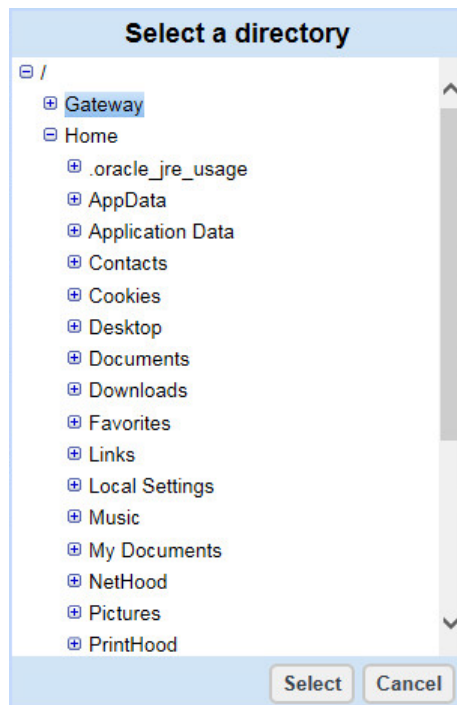 Select a directory
/
Gateway
Home
.oracle_jre_usage
AppData
Application Data
Contacts
Cookies
Desktop
Documents
Downloads
Favorites
Links
Local Settings
Music
My Documents
NetHood
Pictures
PrintHood
Select Cancel